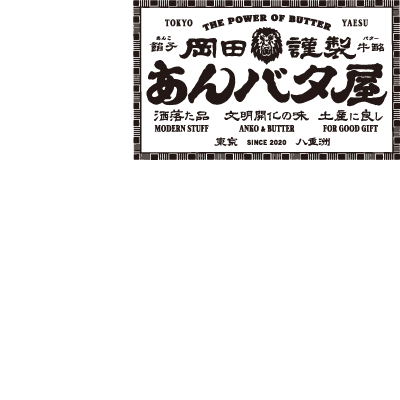 TOKYO THE POWER OF BUTTER YAESU
あんこ 餡子 岡田謹製 バター 牛酪
あんバタ屋
洒落た品 文明開化の味 土産に良し
MODERN STUFF ANKO & BUTTER FOR GOOD GIFT
東京 SINCE 2020 八重洲